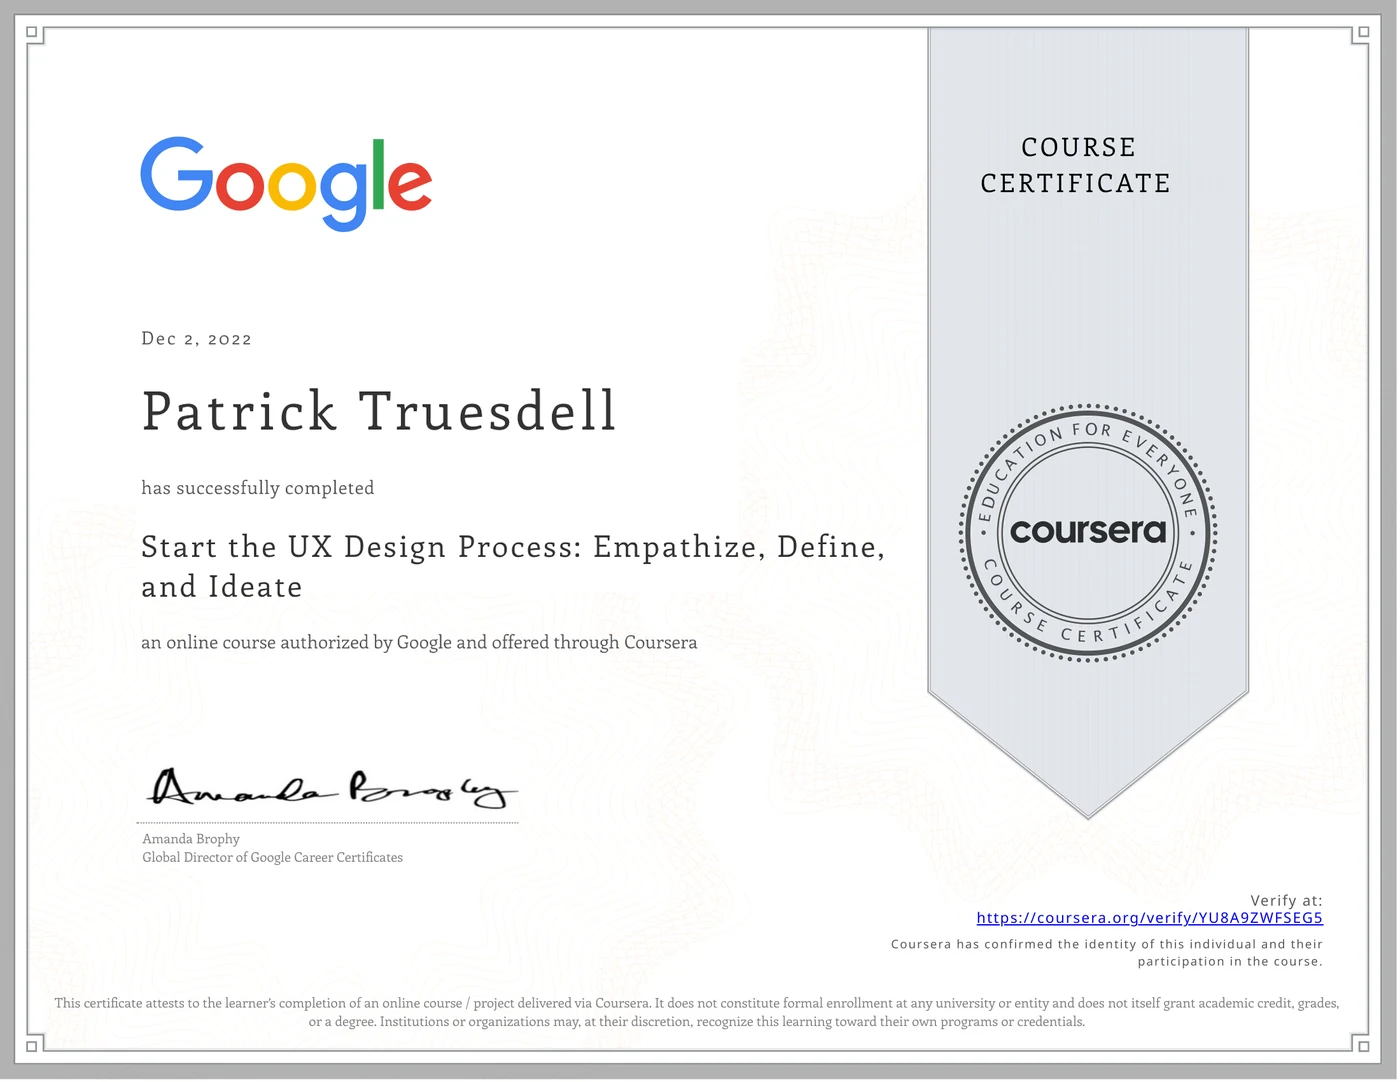 Google
COURSE
CERTIFICATE
Dec 2, 2022
Patrick Truesdell
has successfully completed
Start the UX Design Process: Empathize, Define,
and Ideate
an online course authorized by Google and offered through Coursera
EDUCATION FOR EVERYONE
coursera
COURSE CERTIFICATE
Amanda Brophy
Amanda Brophy
Global Director of Google Career Certificates
Verify at:
https://coursera.org/verify/YU8A9ZWFSEG5
Coursera has confirmed the identity of this individual and their
participation in the course.
This certificate attests to the learner's completion of an online course / project delivered via Coursera. It does not constitute formal enrollment at any university or entity and does not itself grant academic credit, grades,
or a degree. Institutions or organizations may, at their discretion, recognize this learning toward their own programs or credentials.